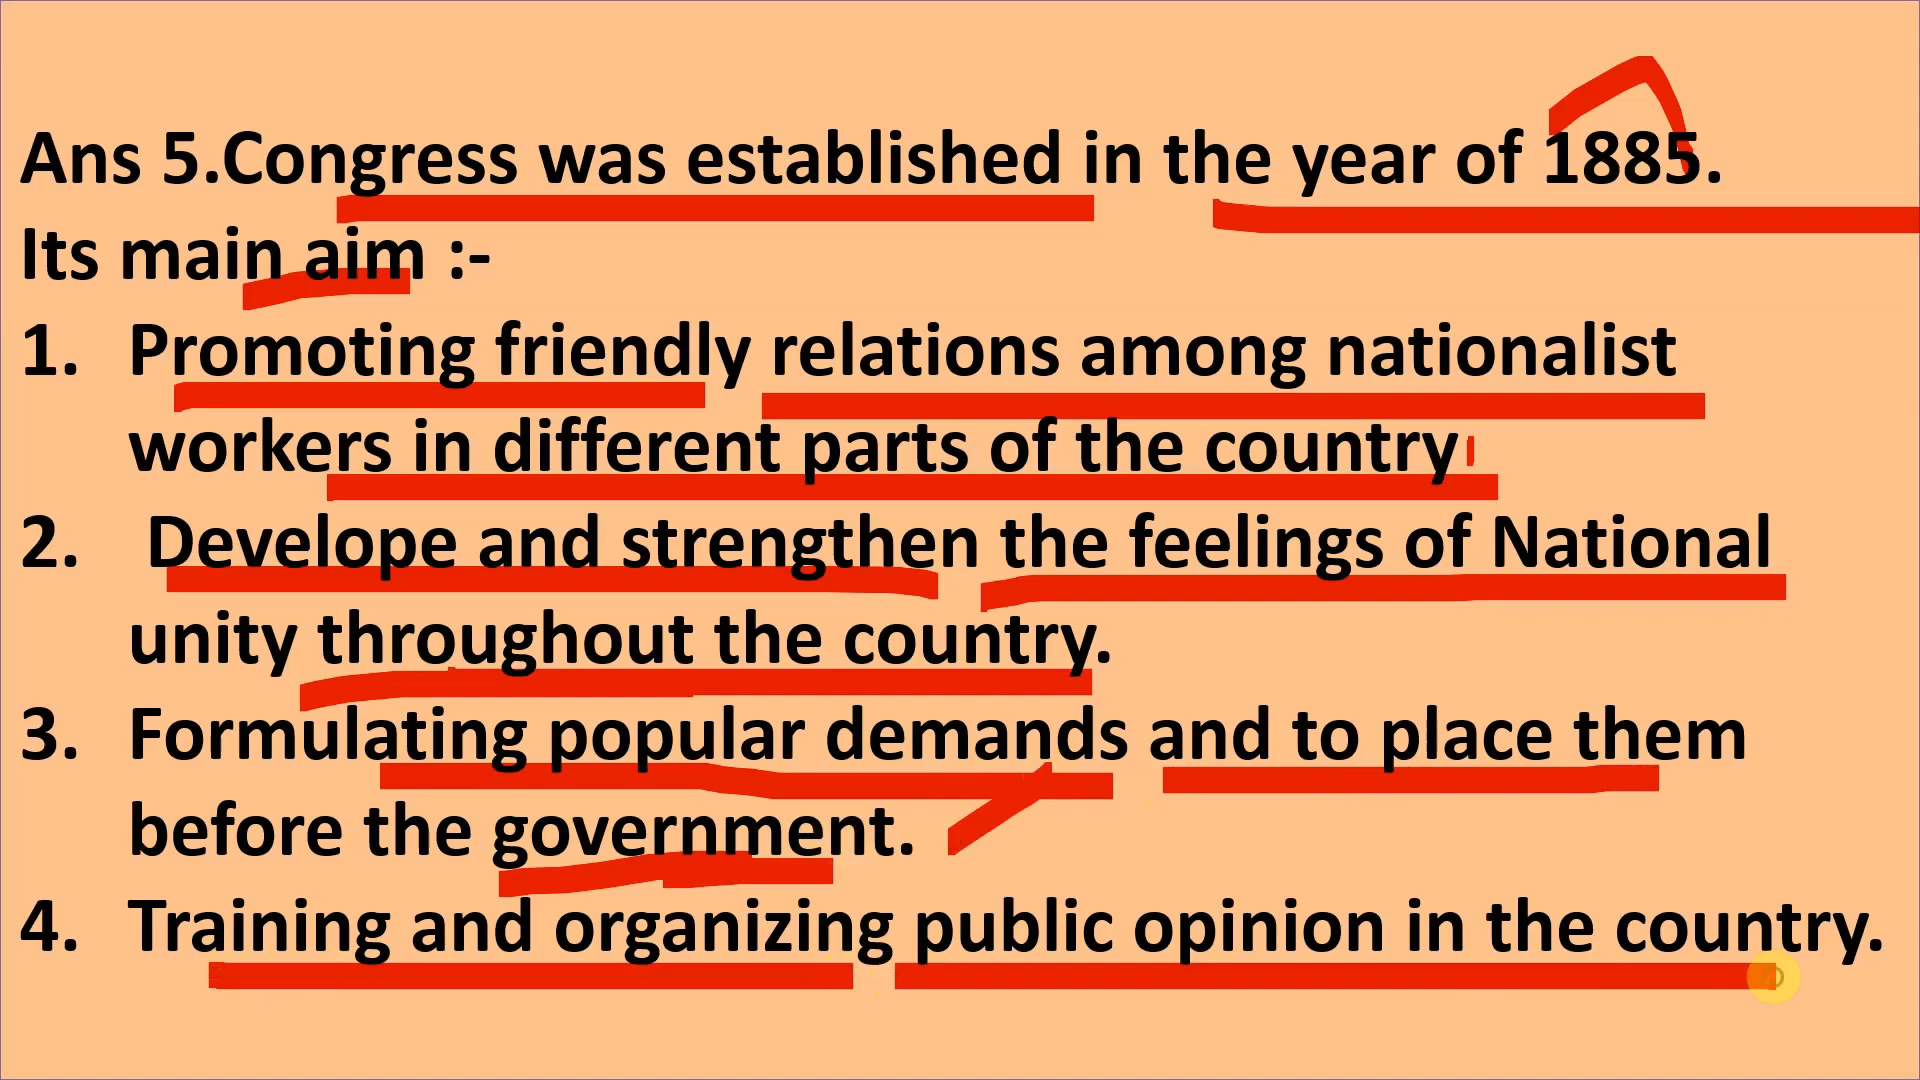 Ans 5.Congress was established in the year of 1885.
Its main aim :-
1. Promoting friendly relations among nationalist
workers in different parts of the country
2. Develope and strengthen the feelings of National
unity throughout the country.
3. Formulating popular demands and to place them
before the government.
4. Training and organizing public opinion in the country.